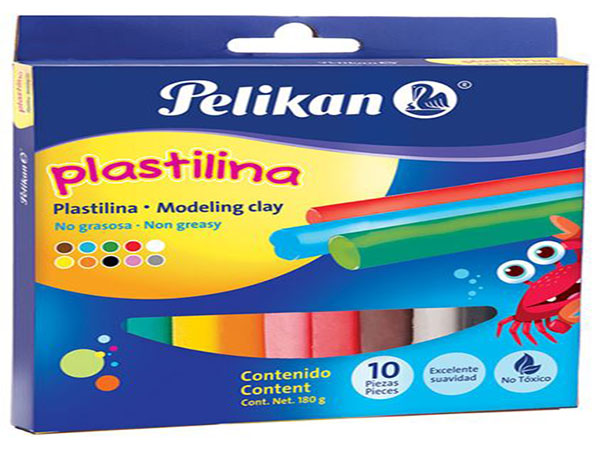 Pelikan
®
plastilina
Plastilina • Modeling clay
No grasosa • Non greasy
Contenido
Content
Cont. Net. 180 g
10
Piezas
Pieces
Excelente
suavidad
No Tóxico
plastilina
Pelikan